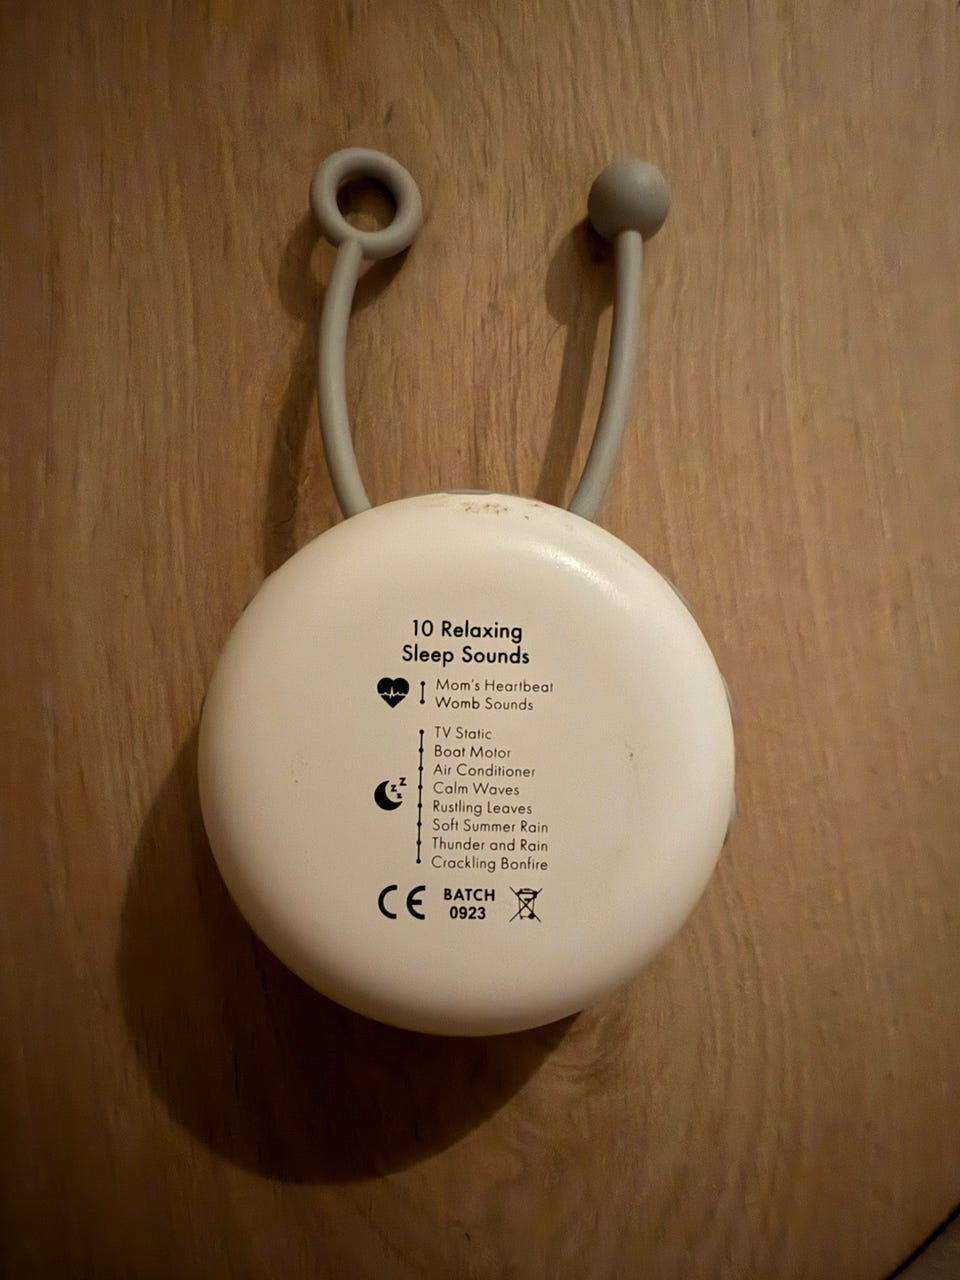 10 Relaxing
Sleep Sounds
Mom's Heartbeat
Womb Sounds
TV Static
Boat Motor
Air Conditioner
Calm Waves
Rustling Leaves
Soft Summer Rain
Thunder and Rain
Crackling Bonfire
CE BATCH
0923